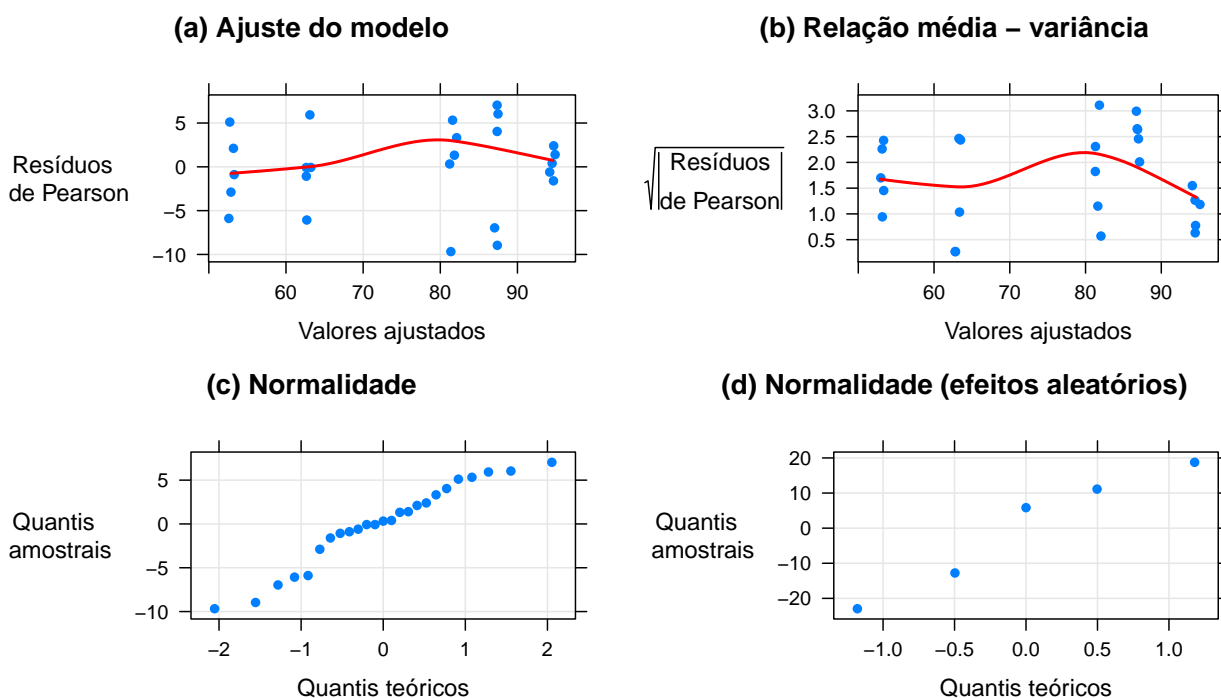 (a) Ajuste do modelo
Resíduos
de Pearson
5
0
−5
−10
60 70 80 90
Valores ajustados
(b) Relação média − variância
Resíduos
de Pearson
3.0
2.5
2.0
1.5
1.0
0.5
60 70 80 90
Valores ajustados
(c) Normalidade
Quantis
amostrais
5
0
−5
−10
−2 −1 0 1 2
Quantis teóricos
(d) Normalidade (efeitos aleatórios)
Quantis
amostrais
20
10
0
−10
−20
−1.0 −0.5 0.0 0.5 1.0
Quantis teóricos